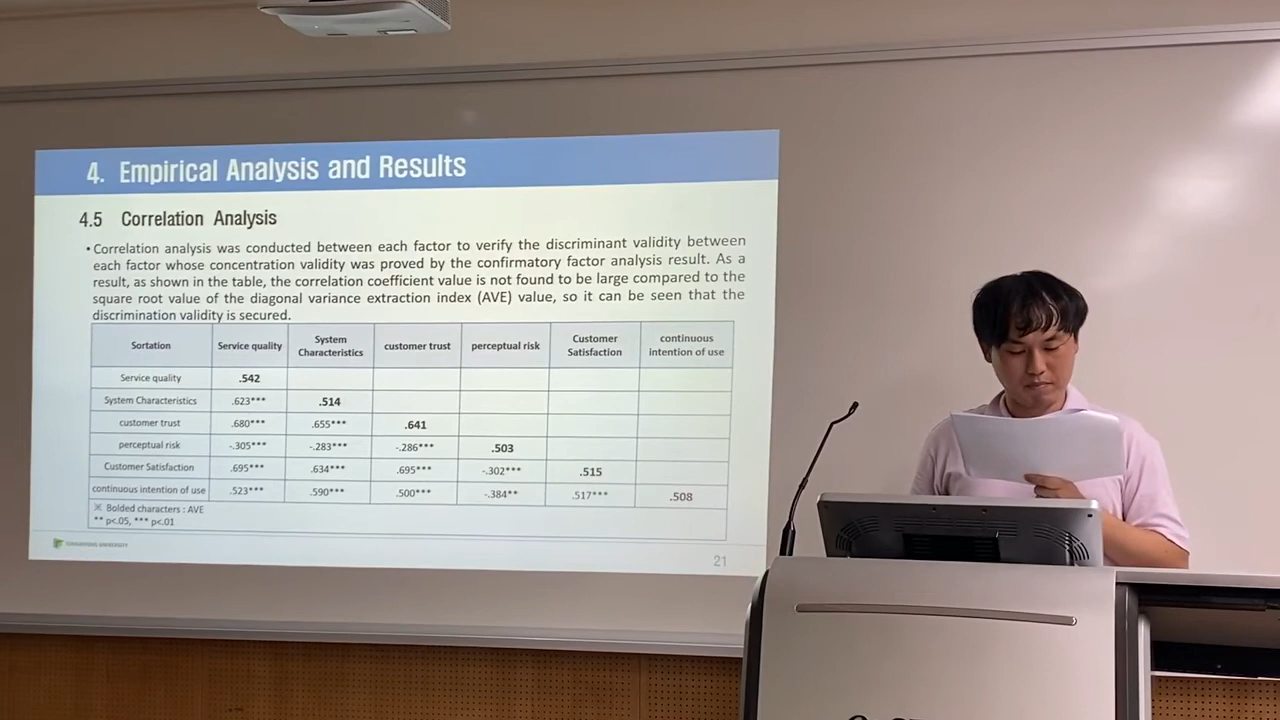 4. Empirical Analysis and Results
4.5 Correlation Analysis
• Correlation analysis was conducted between each factor to verify the discriminant validity between
each factor whose concentration validity was proved by the confirmatory factor analysis result. As a
result, as shown in the table, the correlation coefficient value is not found to be large compared to the
square root value of the diagonal variance extraction index (AVE) value, so it can be seen that the
discrimination validity is secured.
Sortation Service quality System Characteristics customer trust perceptual risk Customer Satisfaction continuous intention of use
Service quality .542
System Characteristics .623*** .514
customer trust .680*** .655*** .641
perceptual risk -.305*** -.283*** -.286*** .503
Customer Satisfaction .695*** .634*** .695*** -.302*** .515
continuous intention of use .523*** .590*** .500*** -.384** .517*** .508
※ Bolded characters : AVE
** p<.05, *** p<.01
UNIVERSITY
21